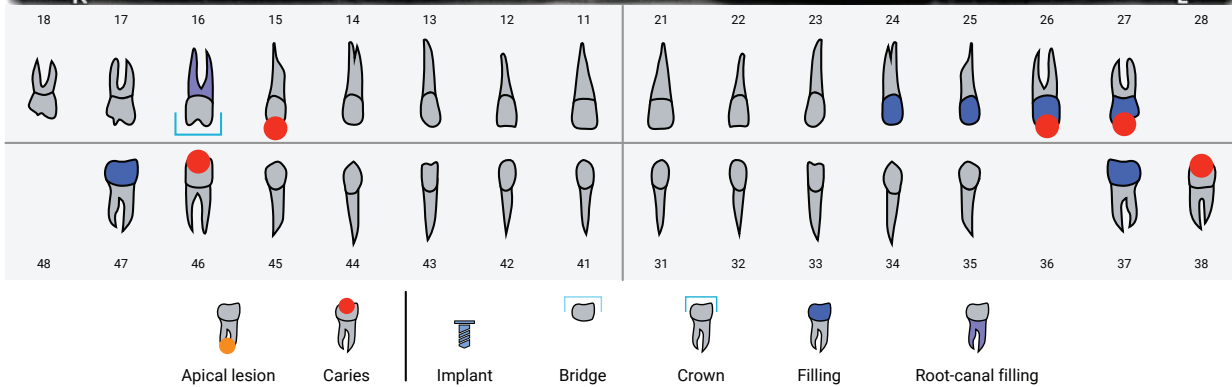 R L
18 17 16 15 14 13 12 11 21 22 23 24 25 26 27 28
48 47 46 45 44 43 42 41 31 32 33 34 35 36 37 38
Apical lesion Caries Implant Bridge Crown Filling Root-canal filling